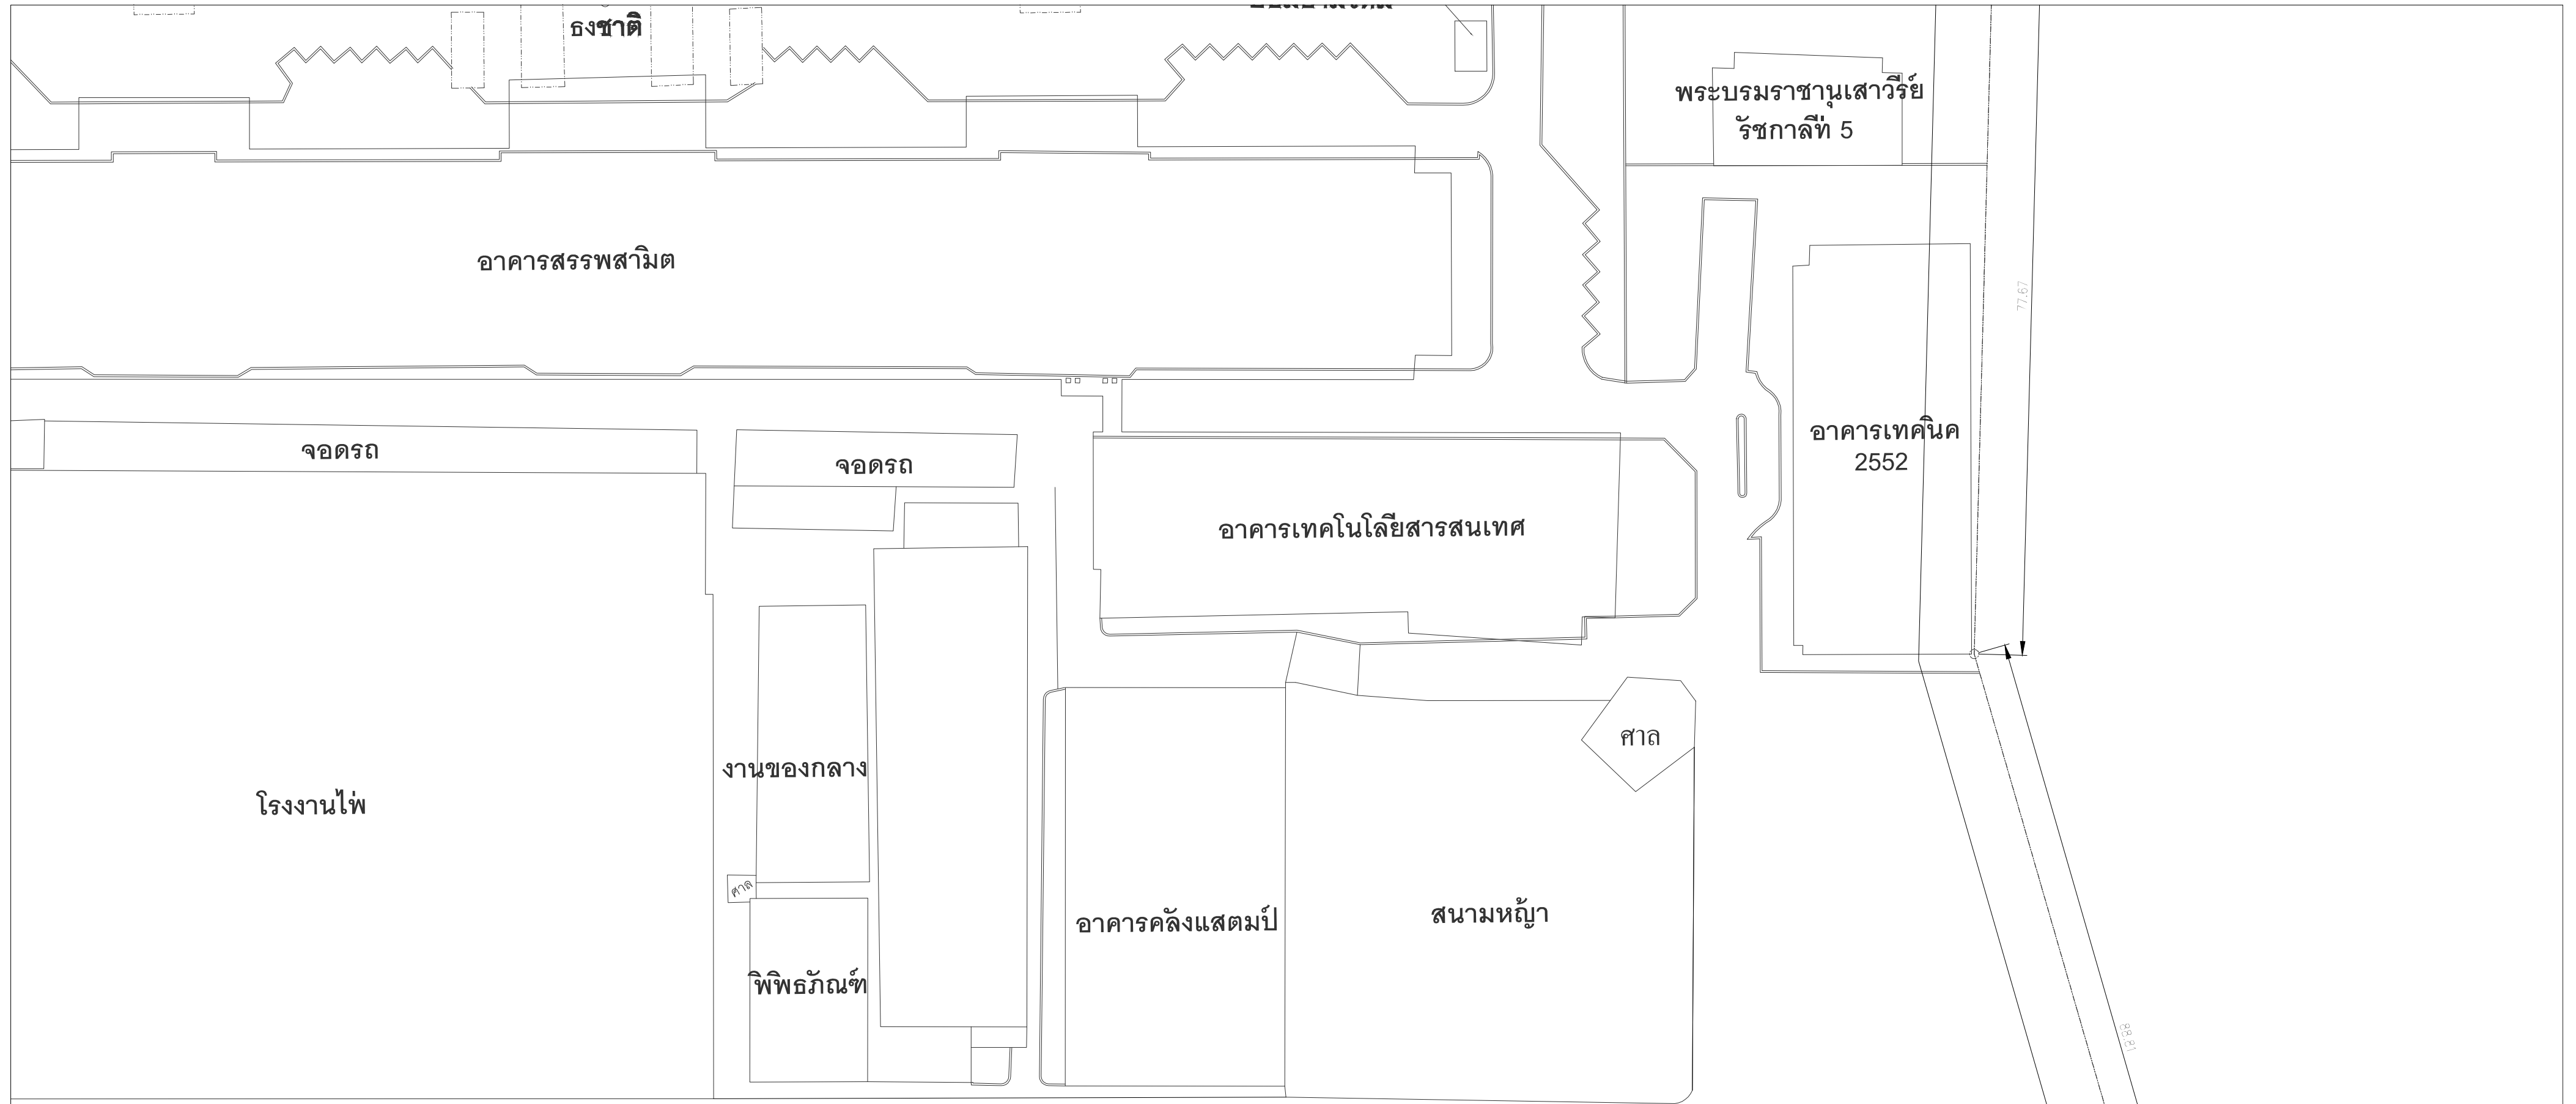 ธงชาติ
พระบรมราชานุเสาวรีย์
รัชกาลที่ 5
อาคารสรรพสามิต
77.67
จอดรถ
จอดรถ
อาคารเทคนิค
2552
อาคารเทคโนโลยีสารสนเทศ
ศาล
งานของกลาง
โรงงานไพ่
ศาล
อาคารคลังแสตมป์
สนามหญ้า
พิพิธภัณฑ์
88.81